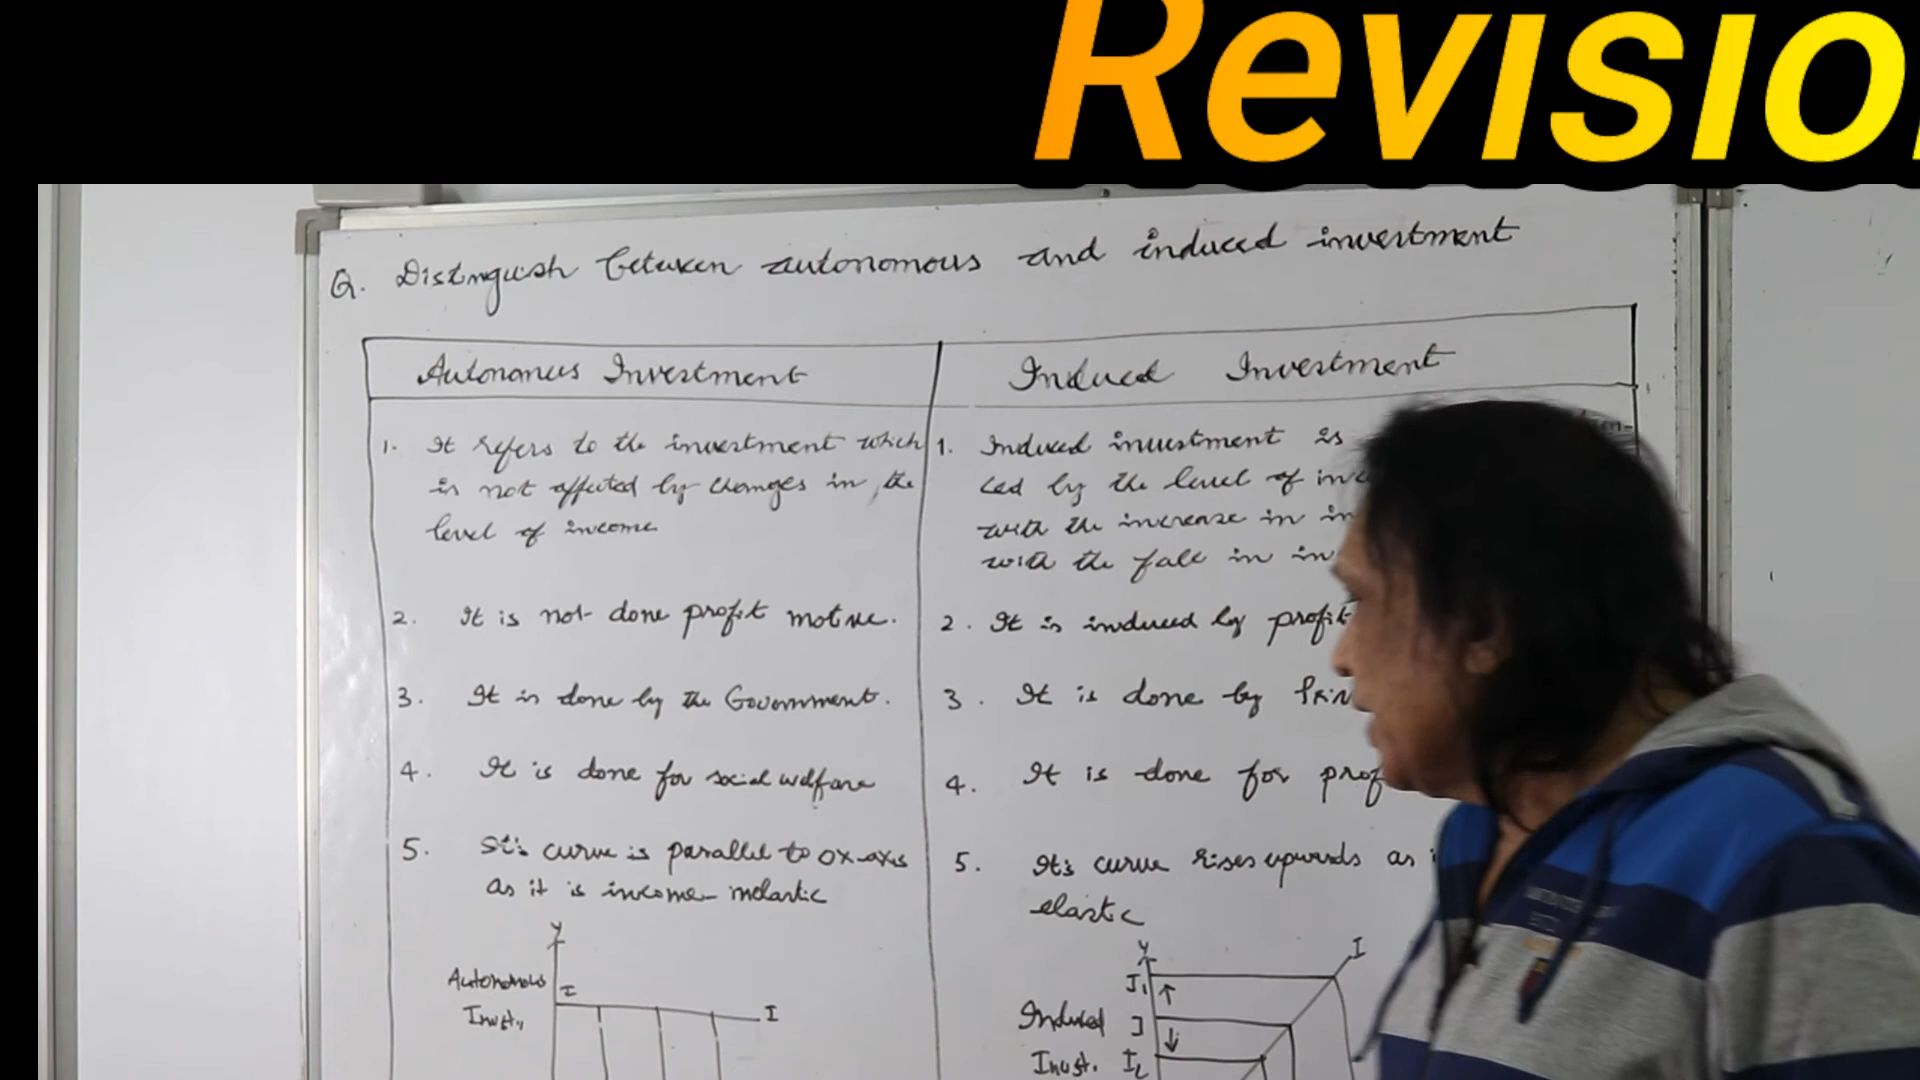 Revisio
Q. Distinguish between autonomous and induced investment
Autonomus Investment
Induced Investment
1. It refers to the investment which
is not affected by changes in the
level of income
2. It is not done profit motive.
3. It is done by the Government.
4. It is done for social welfare
5. It's curve is parallel to ox-axis
as it is income-inelastic
Y
Autonomous
Invst.,
I
I
1. Induced investment is
ced by the level of
with the increase in
with the fall in
2. It is induced by profit
3. It is done by
4. It is done for
5. It's curve rises upwards as
elastic
Y
I
I₁
Induced I
Inust. I₂